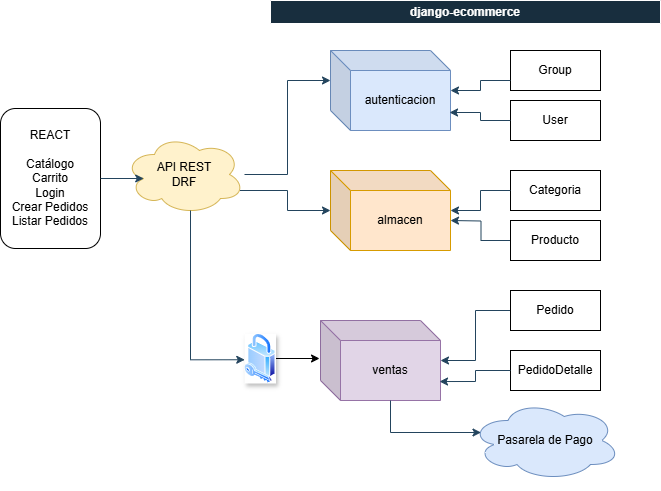 django-ecommerce
Group
autenticacion
User
REACT
Catálogo
Carrito
Login
Crear Pedidos
Listar Pedidos
API REST
DRF
Categoria
almacen
Producto
Pedido
ventas
PedidoDetalle
Pasarela de Pago